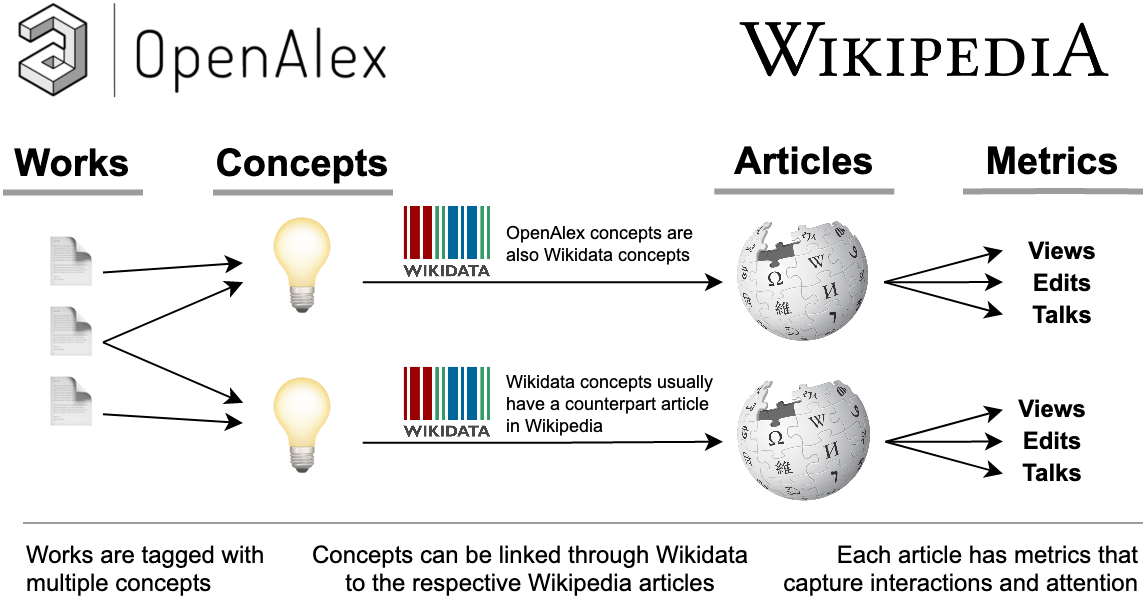 OpenAlex
WIKIPEDIA
Works
Concepts
Articles
Metrics
WIKIDATA
OpenAlex concepts are
also Wikidata concepts
Ω
W
維
И
Views
Edits
Talks
WIKIDATA
Wikidata concepts usually
have a counterpart article
in Wikipedia
Ω
W
維
И
Views
Edits
Talks
Works are tagged with
multiple concepts
Concepts can be linked through Wikidata
to the respective Wikipedia articles
Each article has metrics that
capture interactions and attention